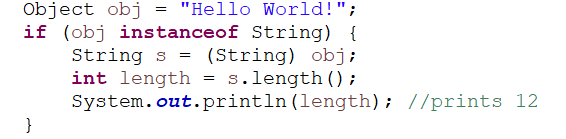 Object obj = "Hello World!";
if (obj instanceof String) {
    String s = (String) obj;
    int length = s.length();
    System.out.println(length); //prints 12
}